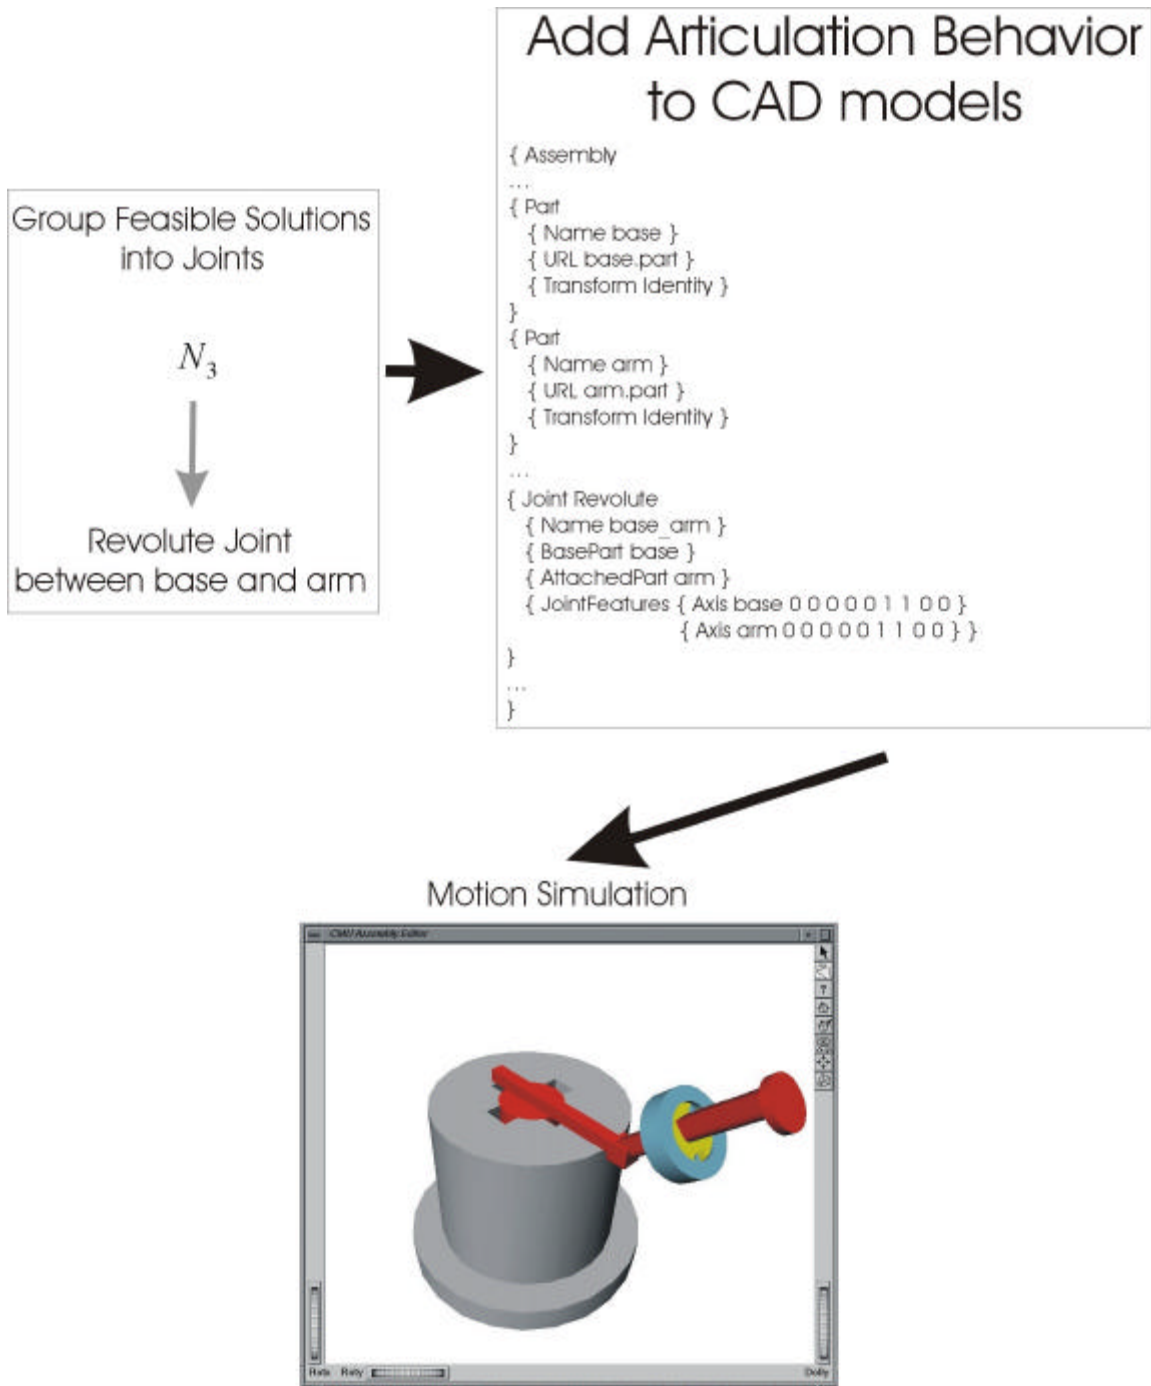 Group Feasible Solutions
into Joints
N₃
Revolute Joint
between base and arm
Add Articulation Behavior
to CAD models
{ Assembly
...
{ Part
{ Name base }
{ URL base.part }
{ Transform Identity }
}
{ Part
{ Name arm }
{ URL arm.part }
{ Transform Identity }
}
...
{ Joint Revolute
{ Name base_arm }
{ BasePart base }
{ AttachedPart arm }
{ JointFeatures { Axis base 0 0 0 0 0 1 1 0 0 }
{ Axis arm 0 0 0 0 0 1 1 0 0 } }
}
...
}
Motion Simulation
CMU Assembly Editor
?
Rotx Roty Dolly